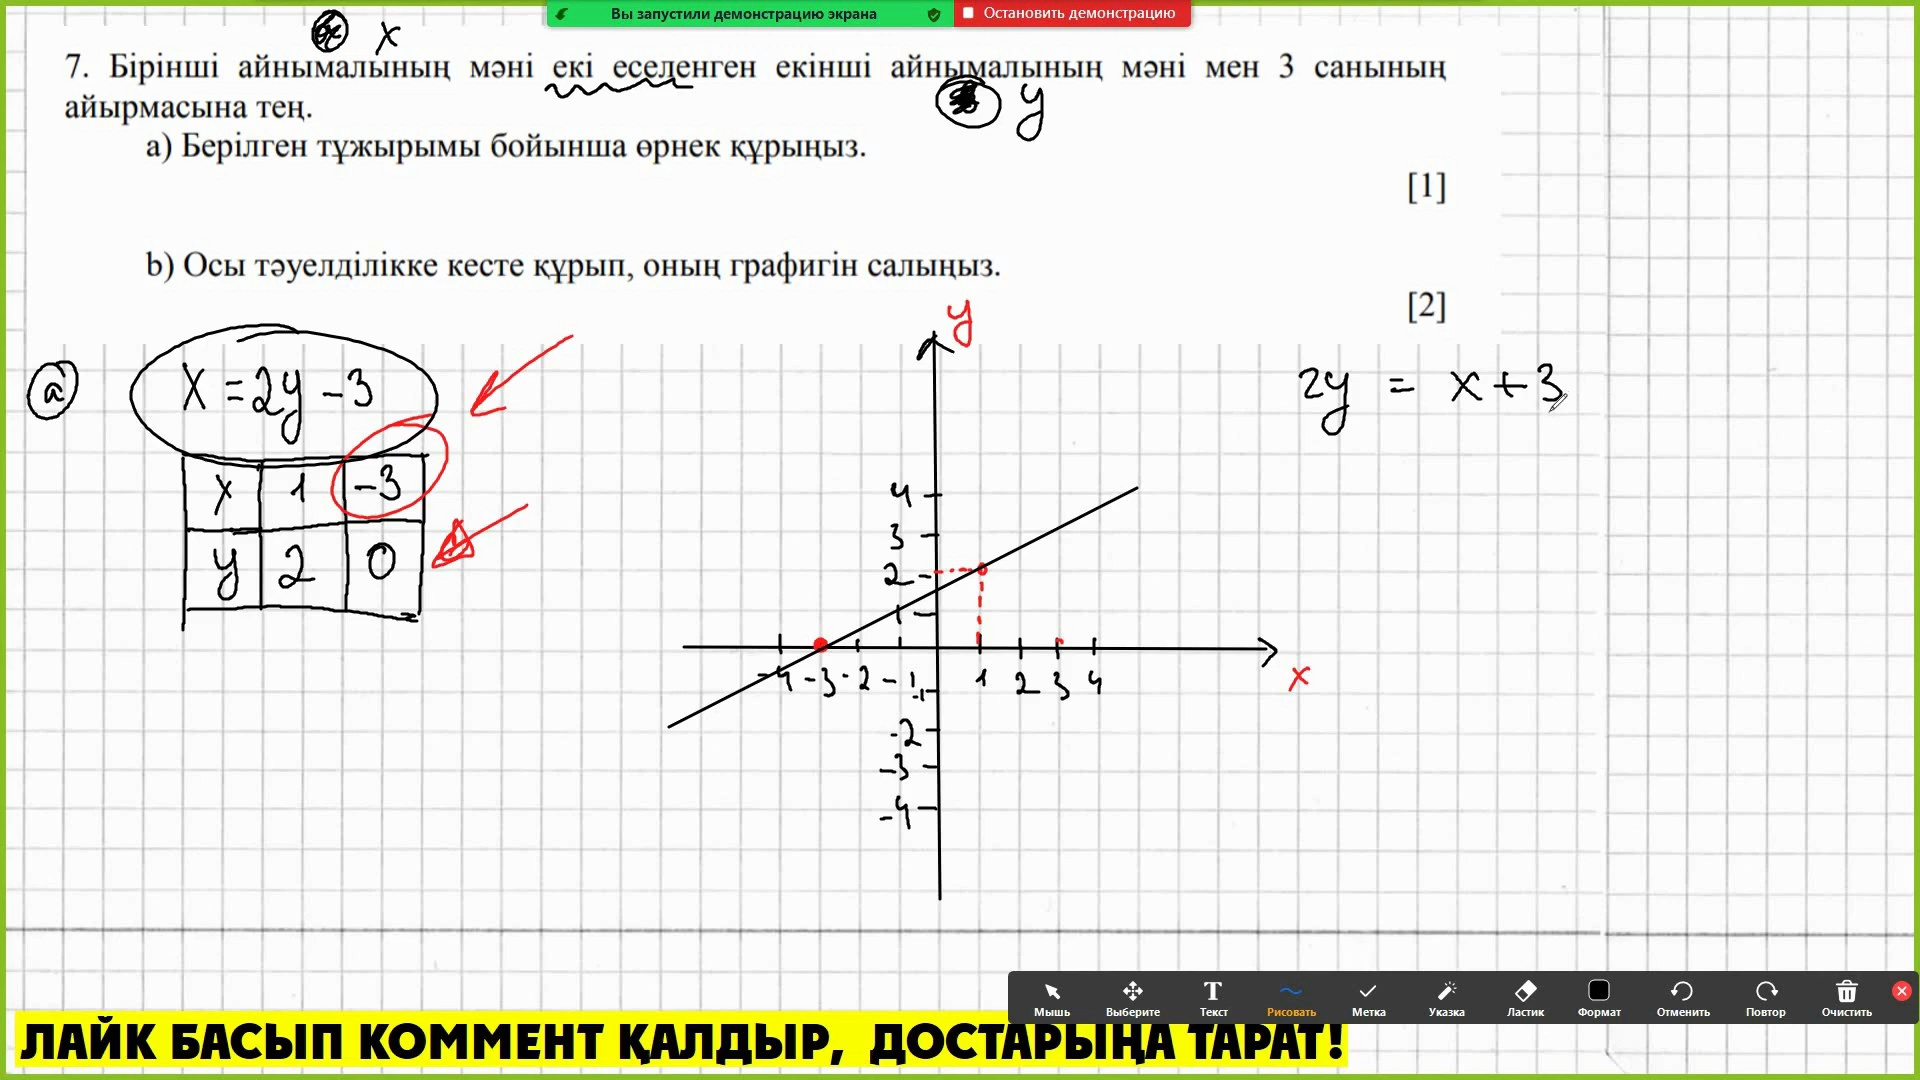 Вы запустили демонстрацию экрана
Остановить демонстрацию
x
7. Бірінші айнымалының мәні екі еселенген екінші айнымалының мәні мен 3 санының
айырмасына тең.
y
a) Берілген тұжырымы бойынша өрнек құрыңыз.
[1]
b) Осы тәуелділікке кесте құрып, оның графигін салыңыз.
[2]
y
a
x = 2y - 3
2y = x + 3
x 1 -3
y 2 0
4
3
2
1
-4 -3 -2 -1 1 2 3 4
x
-1
-2
-3
-4
Мышь Выберите Текст Рисовать Метка Указка Ластик Формат Отменить Повтор Очистить
ЛАЙК БАСЫП КОММЕНТ ҚАЛДЫР, ДОСТАРЫҢА ТАРАТ!